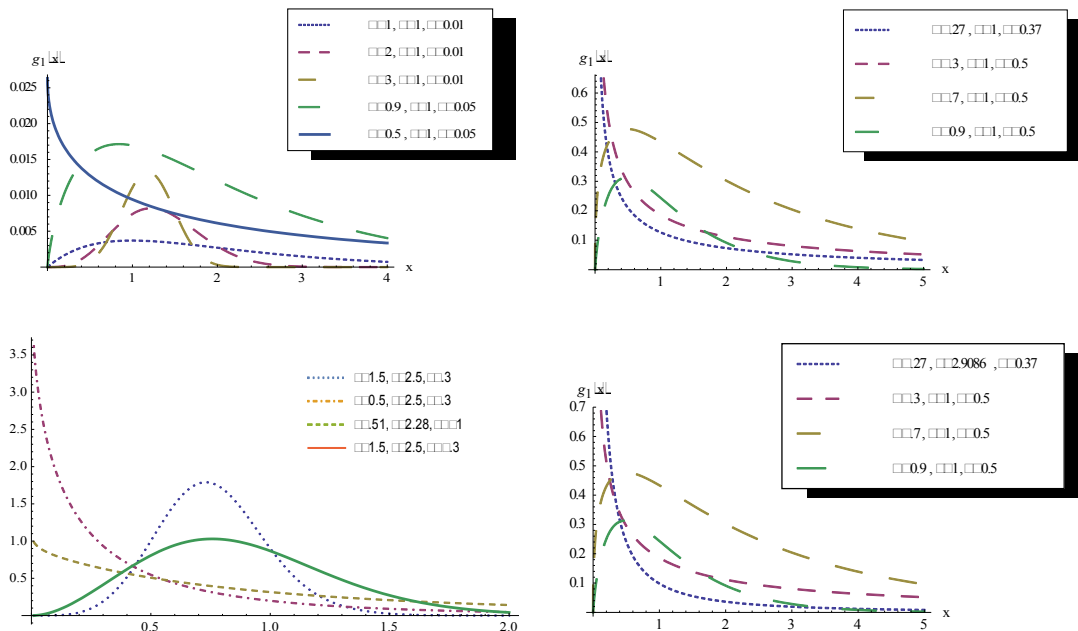 □□1, □□1, □□0.01
□□2, □□1, □□0.01
□□3, □□1, □□0.01
□□0.9, □□1, □□0.05
□□0.5, □□1, □□0.05
g1 □x□
0.025
0.020
0.015
0.010
0.005
1 2 3 4 x
□□.27, □□1, □□0.37
□□.3, □□1, □□0.5
□□.7, □□1, □□0.5
□□0.9, □□1, □□0.5
g1 □x□
0.6
0.5
0.4
0.3
0.2
0.1
1 2 3 4 5 x
□□1.5, □□2.5, □□.3
□□0.5, □□2.5, □□.3
□□.51, □□2.28, □□□1
□□1.5, □□2.5, □□□.3
3.5
3.0
2.5
2.0
1.5
1.0
0.5
0.5 1.0 1.5 2.0
□□.27, □□2.9086, □□0.37
□□.3, □□1, □□0.5
□□.7, □□1, □□0.5
□□0.9, □□1, □□0.5
g1 □x□
0.7
0.6
0.5
0.4
0.3
0.2
0.1
1 2 3 4 5 x